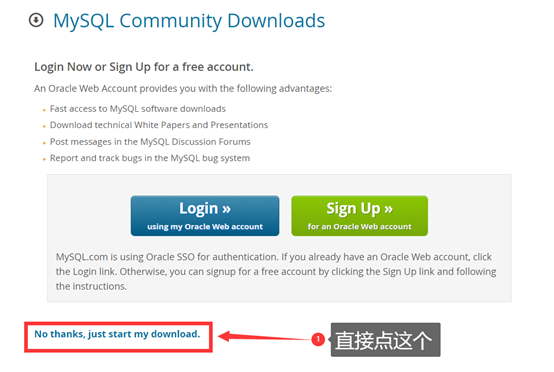 MySQL Community Downloads
Login Now or Sign Up for a free account.
An Oracle Web Account provides you with the following advantages:
Fast access to MySQL software downloads
Download technical White Papers and Presentations
Post messages in the MySQL Discussion Forums
Report and track bugs in the MySQL bug system
Login »
using my Oracle Web account
Sign Up »
for an Oracle Web account
MySQL.com is using Oracle SSO for authentication. If you already have an Oracle Web account, click
the Login link. Otherwise, you can signup for a free account by clicking the Sign Up link and following
the instructions.
No thanks, just start my download.
1
直接点这个